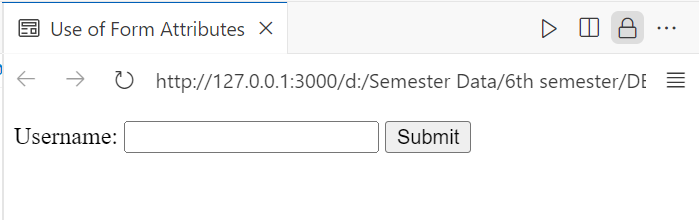 Use of Form Attributes
http://127.0.0.1:3000/d:/Semester Data/6th semester/DE
Username: Submit